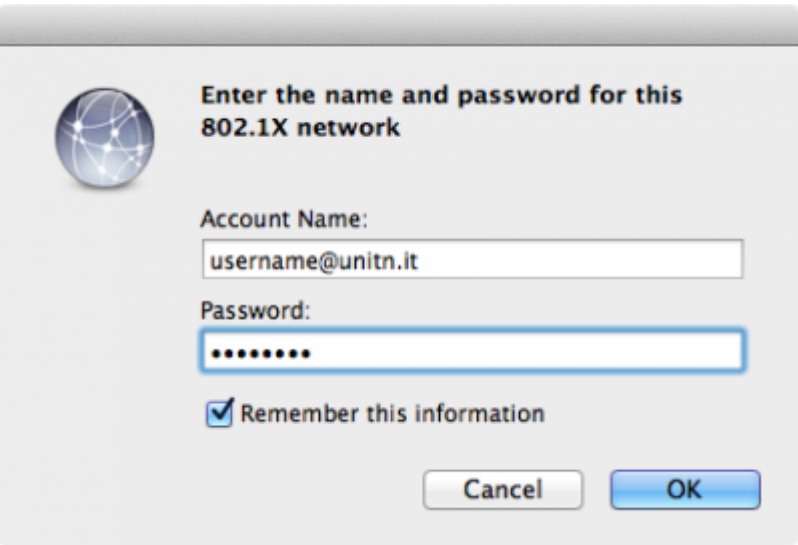 Enter the name and password for this
802.1X network
Account Name:
username@unitn.it
Password:
••••••••
Remember this information
Cancel OK